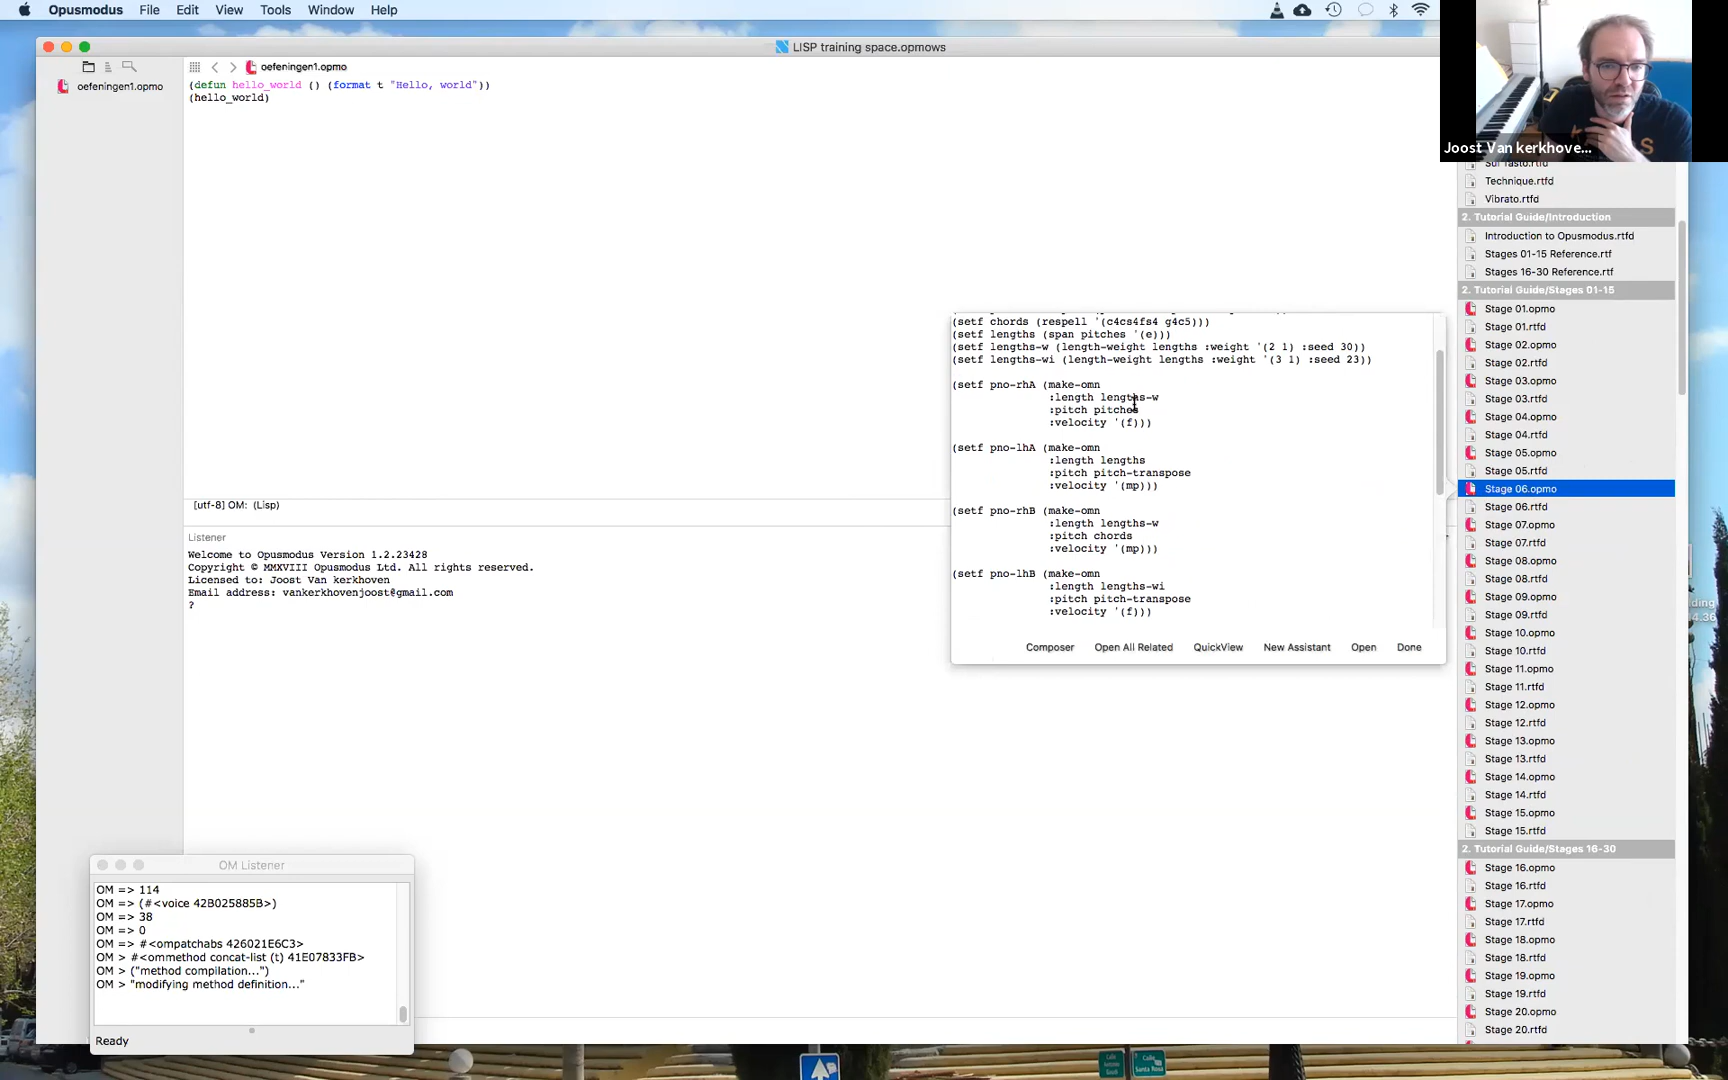 Opusmodus File Edit View Tools Window Help
LISP training space.opmows
oefeningen1.opmo
oefeningen1.opmo
(defun hello_world () (format t "Hello, world"))
(hello_world)
[utf-8] OM: (Lisp)
Listener
Welcome to Opusmodus Version 1.2.23428
Copyright © MMXVIII Opusmodus Ltd. All rights reserved.
Licensed to: Joost Van kerkhoven
Email address: vankerkhovenjoost@gmail.com
?
(setf chords (respell '(c4cs4fs4 g4c5)))
(setf lengths (span pitches '(e)))
(setf lengths-w (length-weight lengths :weight '(2 1) :seed 30))
(setf lengths-wi (length-weight lengths :weight '(3 1) :seed 23))
(setf pno-rhA (make-omn
:length lengths-w
:pitch pitches
:velocity '(f)))
(setf pno-lhA (make-omn
:length lengths
:pitch pitch-transpose
:velocity '(mp)))
(setf pno-rhB (make-omn
:length lengths-w
:pitch chords
:velocity '(mp)))
(setf pno-lhB (make-omn
:length lengths-wi
:pitch pitch-transpose
:velocity '(f)))
Composer Open All Related QuickView New Assistant Open Done
Joost Van kerkhove...
Sul Tasto.rtfd
Technique.rtfd
Vibrato.rtfd
2. Tutorial Guide/Introduction
Introduction to Opusmodus.rtfd
Stages 01-15 Reference.rtf
Stages 16-30 Reference.rtf
2. Tutorial Guide/Stages 01-15
Stage 01.opmo
Stage 01.rtfd
Stage 02.opmo
Stage 02.rtfd
Stage 03.opmo
Stage 03.rtfd
Stage 04.opmo
Stage 04.rtfd
Stage 05.opmo
Stage 05.rtfd
Stage 06.opmo
Stage 06.rtfd
Stage 07.opmo
Stage 07.rtfd
Stage 08.opmo
Stage 08.rtfd
Stage 09.opmo
Stage 09.rtfd
Stage 10.opmo
Stage 10.rtfd
Stage 11.opmo
Stage 11.rtfd
Stage 12.opmo
Stage 12.rtfd
Stage 13.opmo
Stage 13.rtfd
Stage 14.opmo
Stage 14.rtfd
Stage 15.opmo
Stage 15.rtfd
2. Tutorial Guide/Stages 16-30
Stage 16.opmo
Stage 16.rtfd
Stage 17.opmo
Stage 17.rtfd
Stage 18.opmo
Stage 18.rtfd
Stage 19.opmo
Stage 19.rtfd
Stage 20.opmo
Stage 20.rtfd
OM Listener
OM => 114
OM => (#<voice 42B025885B>)
OM => 38
OM => 0
OM => #<ompatchabs 426021E6C3>
OM > #<ommethod concat-list (t) 41E07833FB>
OM > ("method compilation...")
OM > "modifying method definition..."
Ready